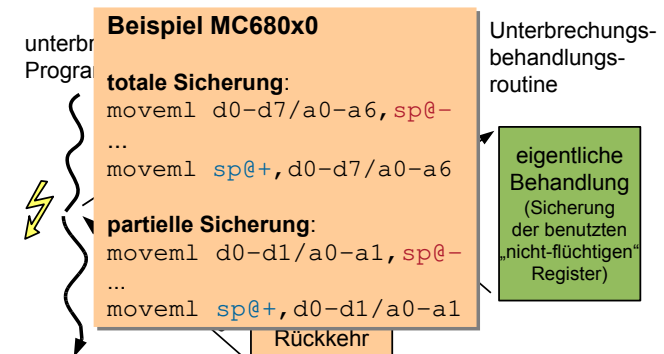 unterbr
Program
Beispiel MC680x0
totale Sicherung:
moveml d0-d7/a0-a6,sp@-
...
moveml sp@+,d0-d7/a0-a6
partielle Sicherung:
moveml d0-d1/a0-a1,sp@-
...
moveml sp@+,d0-d1/a0-a1
Rückkehr
Unterbrechungs-
behandlungs-
routine
eigentliche
Behandlung
(Sicherung
der benutzten
„nicht-flüchtigen“
Register)